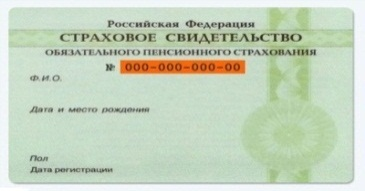 Российская Федерация
СТРАХОВОЕ СВИДЕТЕЛЬСТВО
ОБЯЗАТЕЛЬНОГО ПЕНСИОННОГО СТРАХОВАНИЯ
№ 000-000-000-00
Ф.И.О.
Дата и место рождения
Пол
Дата регистрации